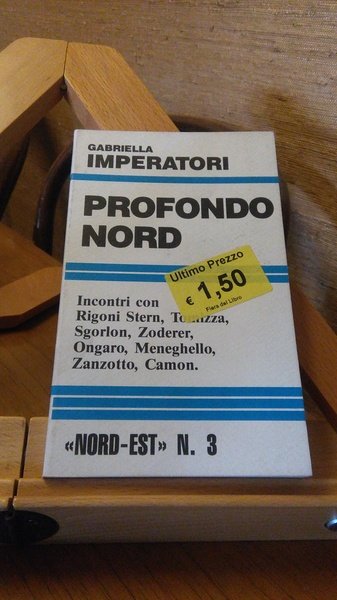 GABRIELLA
IMPERATORI
PROFONDO
NORD
Ultimo Prezzo
€ 1,50
Fiera del Libro
Incontri con
Rigoni Stern,
Sgorlon, Zoderer,
Ongaro, Meneghello,
Zanzotto, Camon.
«NORD-EST» N. 3